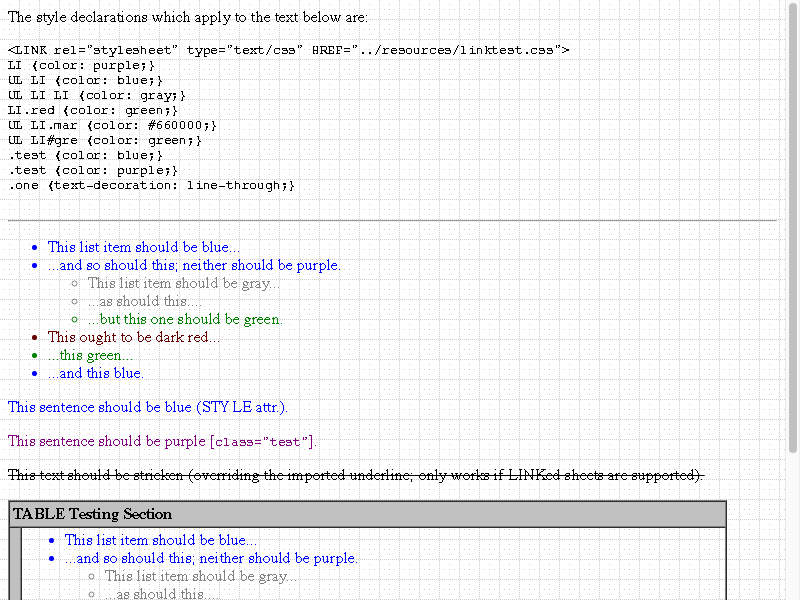 The style declarations which apply to the text below are:
<LINK rel="stylesheet" type="text/css" HREF="../resources/linktest.css">
LI {color: purple;}
UL LI {color: blue;}
UL LI LI {color: gray;}
LI.red {color: green;}
UL LI.mar {color: #660000;}
UL LI#gre {color: green;}
.test {color: blue;}
.test {color: purple;}
.one {text-decoration: line-through;}
This list item should be blue...
...and so should this; neither should be purple.
This list item should be gray...
...as should this....
...but this one should be green.
This ought to be dark red...
...this green...
...and this blue.
This sentence should be blue (STYLE attr.).
This sentence should be purple [class="test"].
This text should be stricken (overriding the imported underline; only works if LINKed sheets are supported).
TABLE Testing Section
This list item should be blue...
...and so should this; neither should be purple.
This list item should be gray...
...as should this....